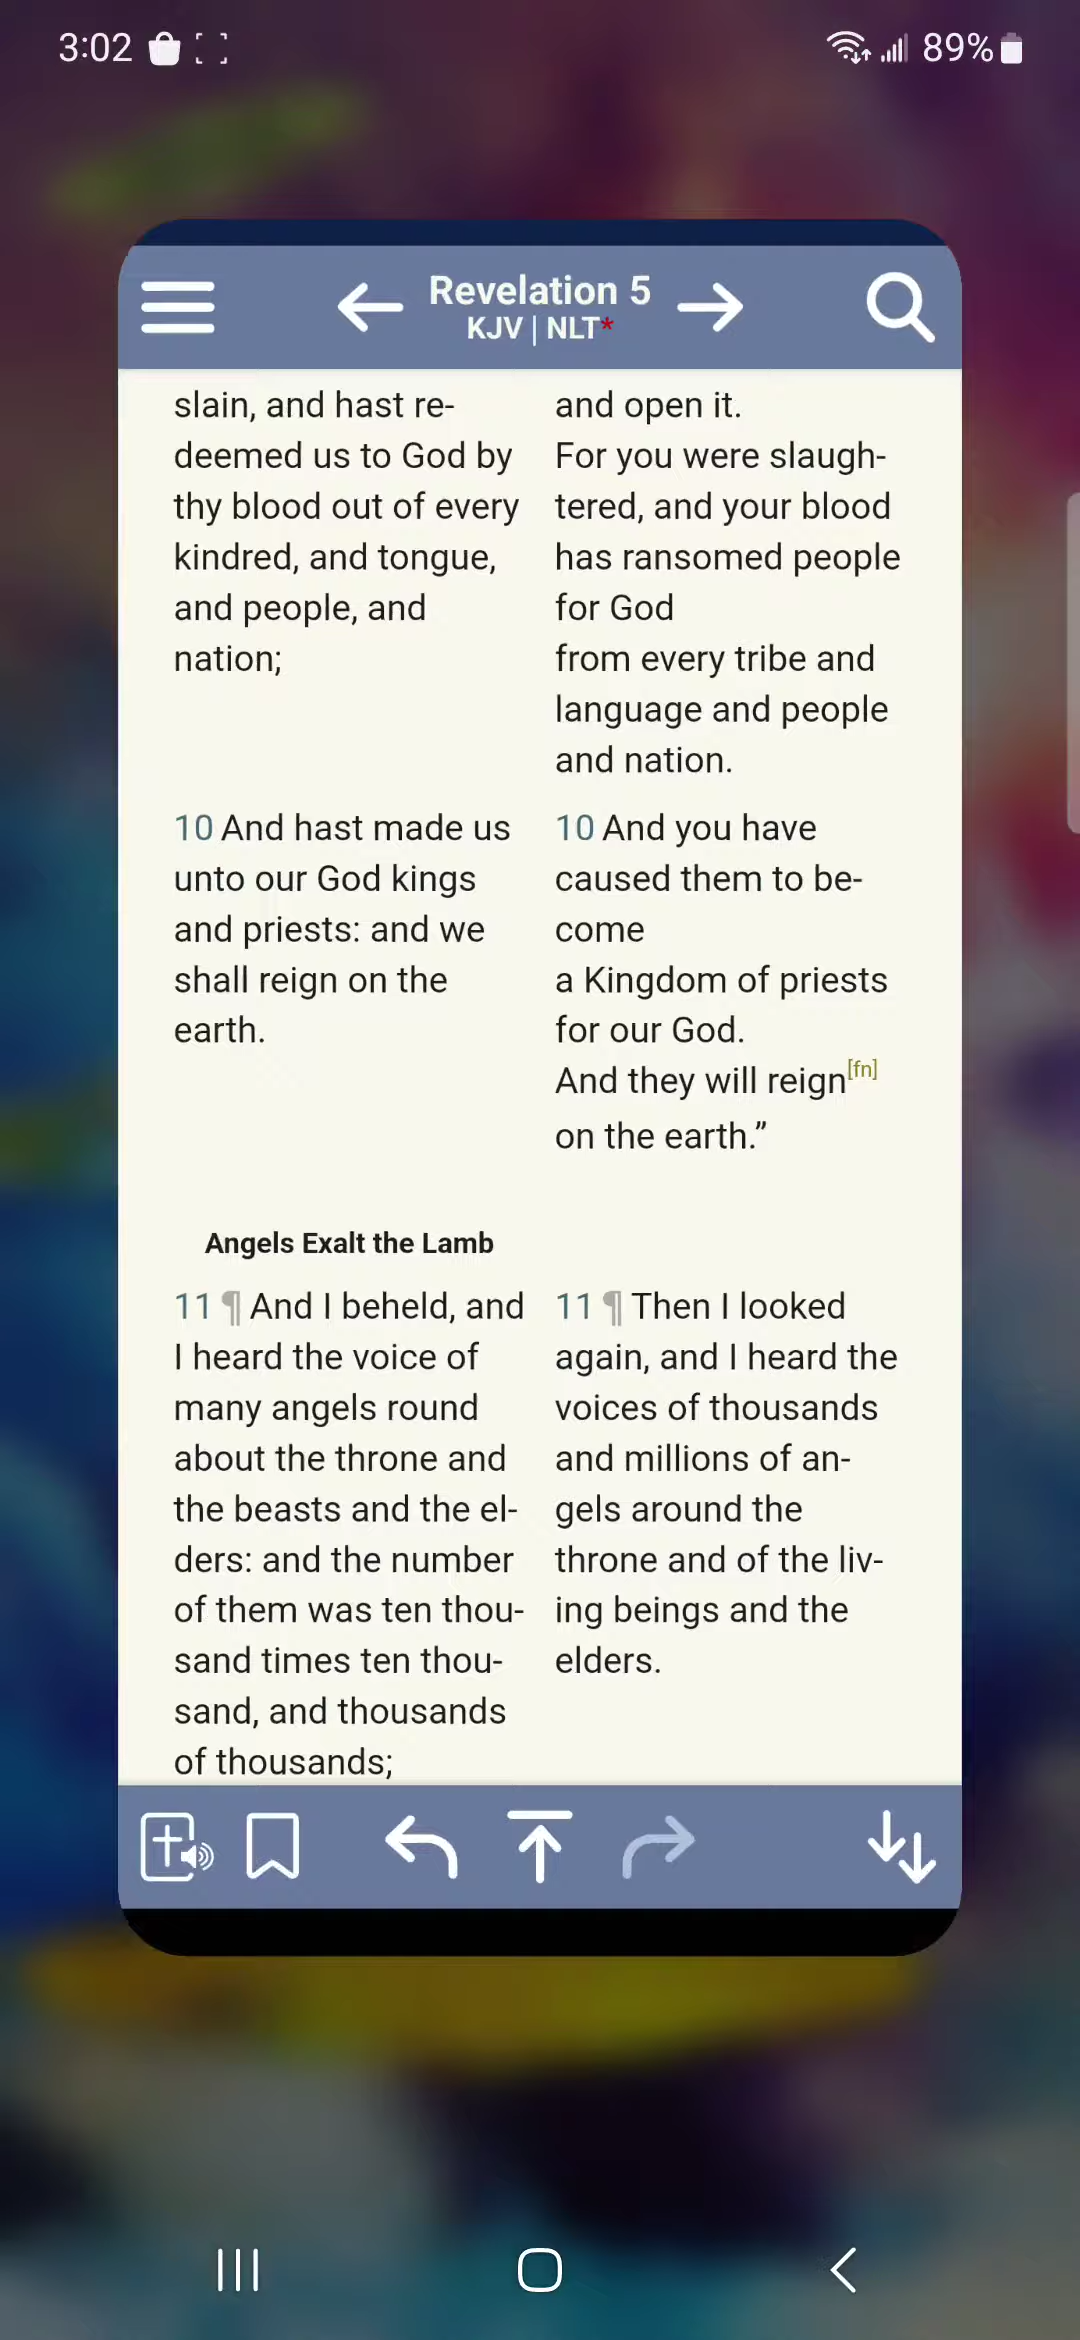 3:02
89%
Revelation 5
KJV | NLT*
slain, and hast re-
deemed us to God by
thy blood out of every
kindred, and tongue,
and people, and
nation;
and open it.
For you were slaugh-
tered, and your blood
has ransomed people
for God
from every tribe and
language and people
and nation.
10 And hast made us
unto our God kings
and priests: and we
shall reign on the
earth.
10 And you have
caused them to be-
come
a Kingdom of priests
for our God.
And they will reign[fn]
on the earth.”
Angels Exalt the Lamb
11 ¶ And I beheld, and
I heard the voice of
many angels round
about the throne and
the beasts and the el-
ders: and the number
of them was ten thou-
sand times ten thou-
sand, and thousands
of thousands;
11 ¶ Then I looked
again, and I heard the
voices of thousands
and millions of an-
gels around the
throne and of the liv-
ing beings and the
elders.